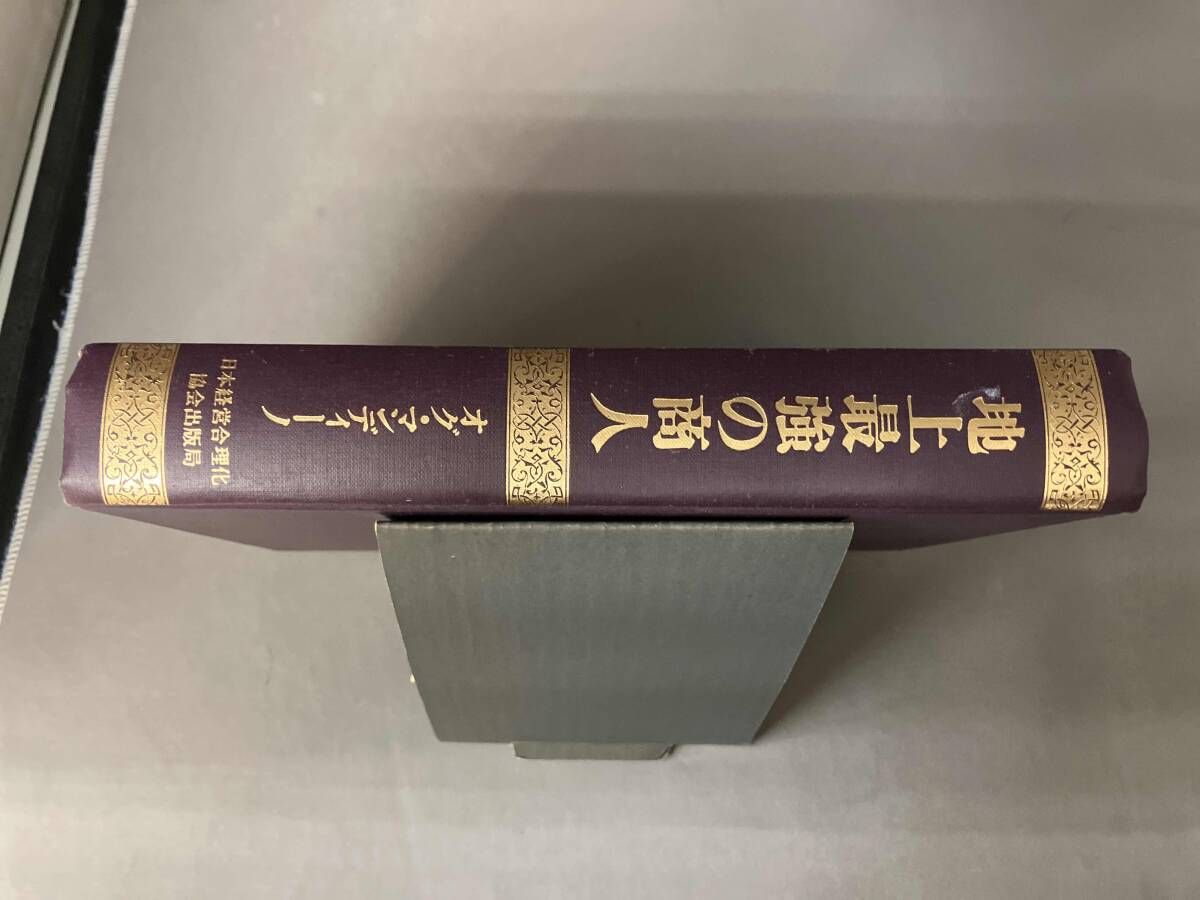 地上最強の商人
オグ・マンディーノ
日本経営合理化
協会出版局